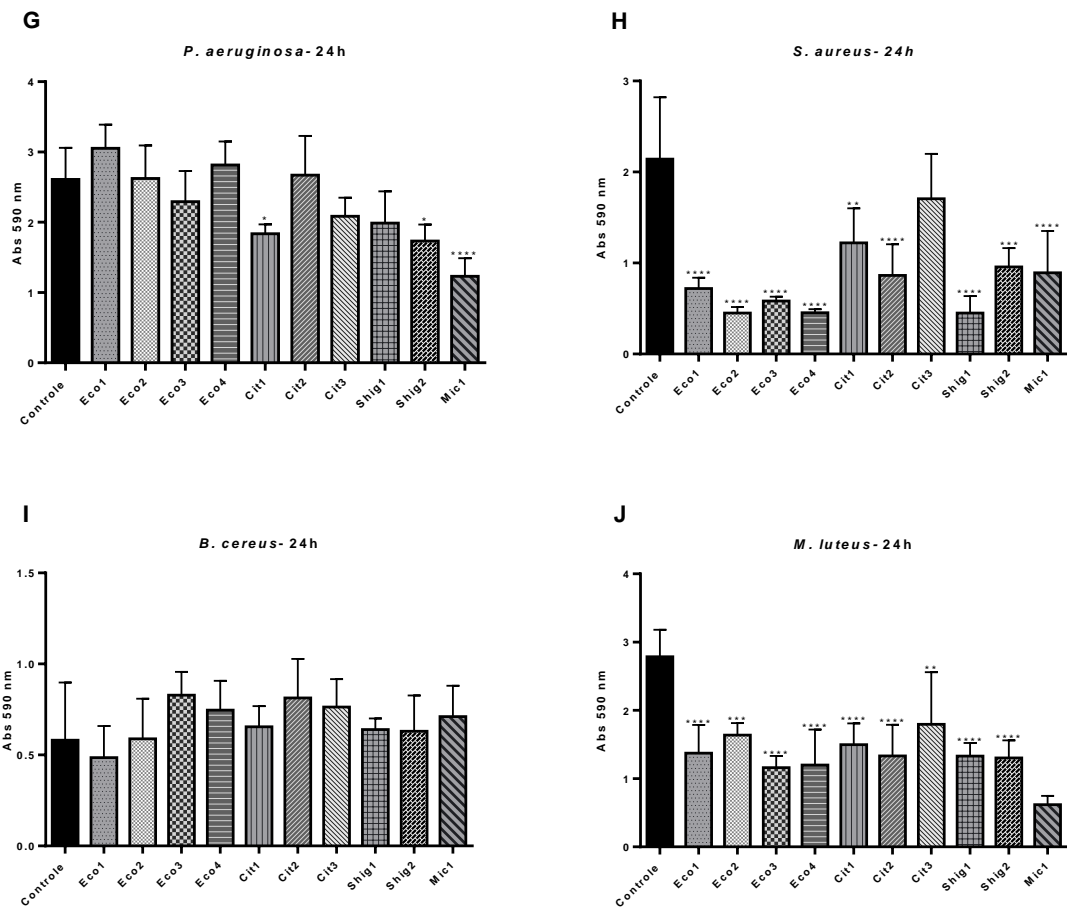 G
P. aeruginosa- 24h
4
3
2
1
0
Abs 590 nm
*
*
****
Controle
Eco1
Eco2
Eco3
Eco4
Cit1
Cit2
Cit3
Shig1
Shig2
Mic1
H
S. aureus- 24h
3
2
1
0
Abs 590 nm
****
****
****
****
**
****
****
***
****
Controle
Eco1
Eco2
Eco3
Eco4
Cit1
Cit2
Cit3
Shig1
Shig2
Mic1
I
B. cereus- 24h
1.5
1.0
0.5
0.0
Abs 590 nm
Controle
Eco1
Eco2
Eco3
Eco4
Cit1
Cit2
Cit3
Shig1
Shig2
Mic1
J
M. luteus- 24h
4
3
2
1
0
Abs 590 nm
****
***
****
****
****
****
**
****
****
Controle
Eco1
Eco2
Eco3
Eco4
Cit1
Cit2
Cit3
Shig1
Shig2
Mic1